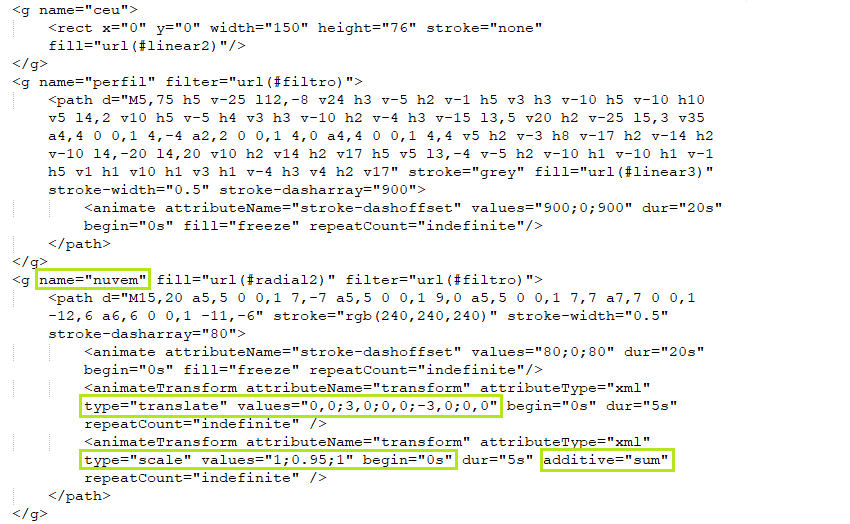 <g name="ceu">
<rect x="0" y="0" width="150" height="76" stroke="none"
fill="url(#linear2)"/>
</g>
<g name="perfil" filter="url(#filtro)">
<path d="M5,75 h5 v-25 l12,-8 v24 h3 v-5 h2 v-1 h5 v3 h3 v-10 h5 v-10 h10
v5 l4,2 v10 h5 v-5 h4 v3 h3 v-10 h2 v-4 h3 v-15 l3,5 v20 h2 v-25 l5,3 v35
a4,4 0 0,1 4,-4 a2,2 0 0,1 4,0 a4,4 0 0,1 4,4 v5 h2 v-3 h8 v-17 h2 v-14 h2
v-10 l4,-20 l4,20 v10 h2 v14 h2 v17 h5 v5 l3,-4 v-5 h2 v-10 h1 v-10 h1 v-1
h5 v1 h1 v10 h1 v3 h1 v-4 h3 v4 h2 v17" stroke="grey" fill="url(#linear3)"
stroke-width="0.5" stroke-dasharray="900">
<animate attributeName="stroke-dashoffset" values="900;0;900" dur="20s"
begin="0s" fill="freeze" repeatCount="indefinite"/>
</path>
</g>
<g name="nuvem" fill="url(#radial2)" filter="url(#filtro)">
<path d="M15,20 a5,5 0 0,1 7,-7 a5,5 0 0,1 9,0 a5,5 0 0,1 7,7 a7,7 0 0,1
-12,6 a6,6 0 0,1 -11,-6" stroke="rgb(240,240,240)" stroke-width="0.5"
stroke-dasharray="80">
<animate attributeName="stroke-dashoffset" values="80;0;80" dur="20s"
begin="0s" fill="freeze" repeatCount="indefinite"/>
<animateTransform attributeName="transform" attributeType="xml"
type="translate" values="0,0;3,0;0,0;-3,0;0,0" begin="0s" dur="5s"
repeatCount="indefinite" />
<animateTransform attributeName="transform" attributeType="xml"
type="scale" values="1;0.95;1" begin="0s" dur="5s" additive="sum"
repeatCount="indefinite" />
</path>
</g>